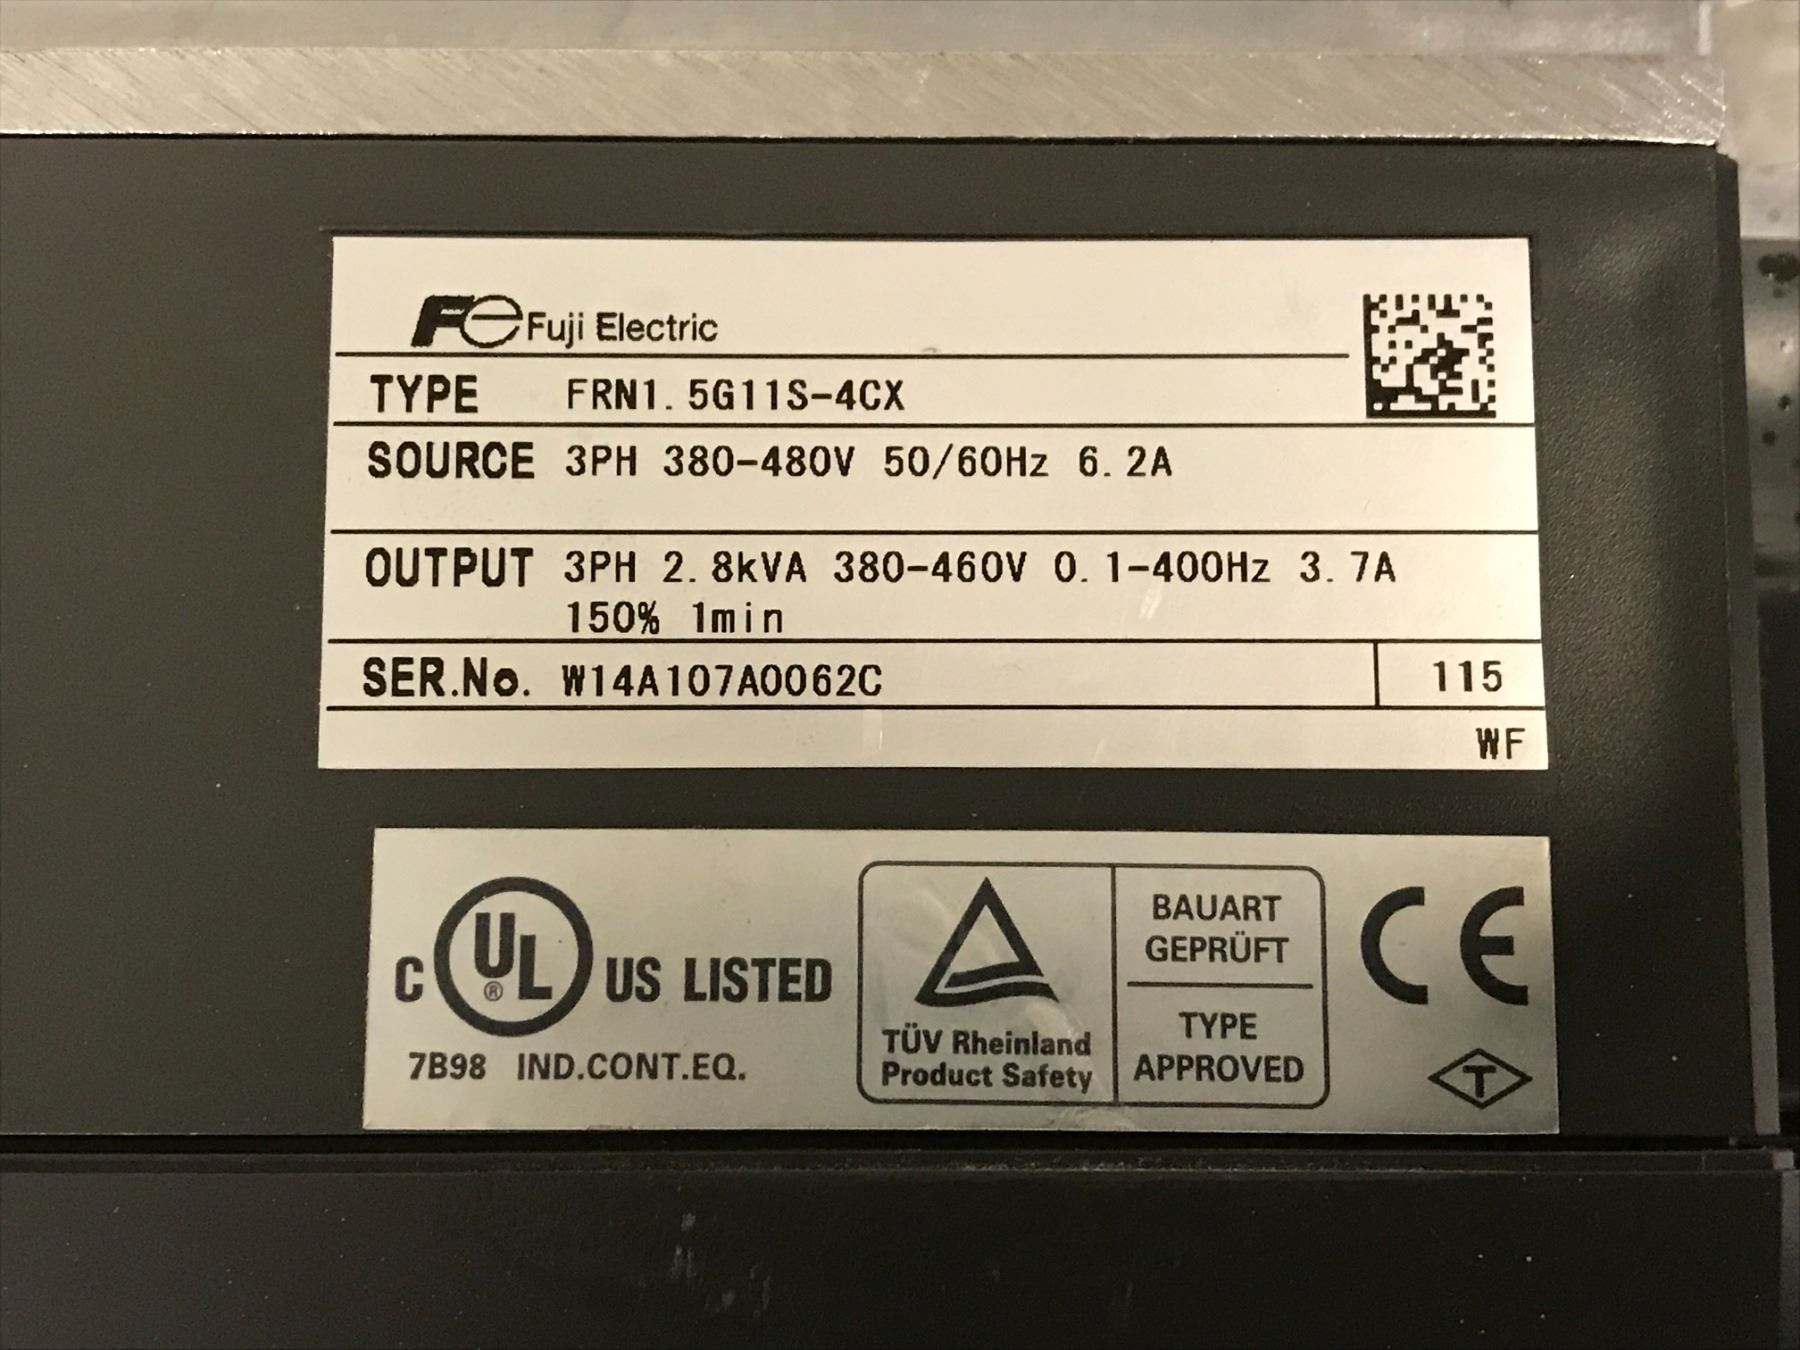 Fe Fuji Electric
TYPE FRN1.5G11S-4CX
SOURCE 3PH 380-480V 50/60Hz 6.2A
OUTPUT 3PH 2.8kVA 380-460V 0.1-400Hz 3.7A
150% 1min
SER.No. W14A107A0062C 115
WF
C UL ® US LISTED
7B98 IND.CONT.EQ.
TÜV Rheinland
Product Safety
BAUART
GEPRÜFT
TYPE
APPROVED
CE
T